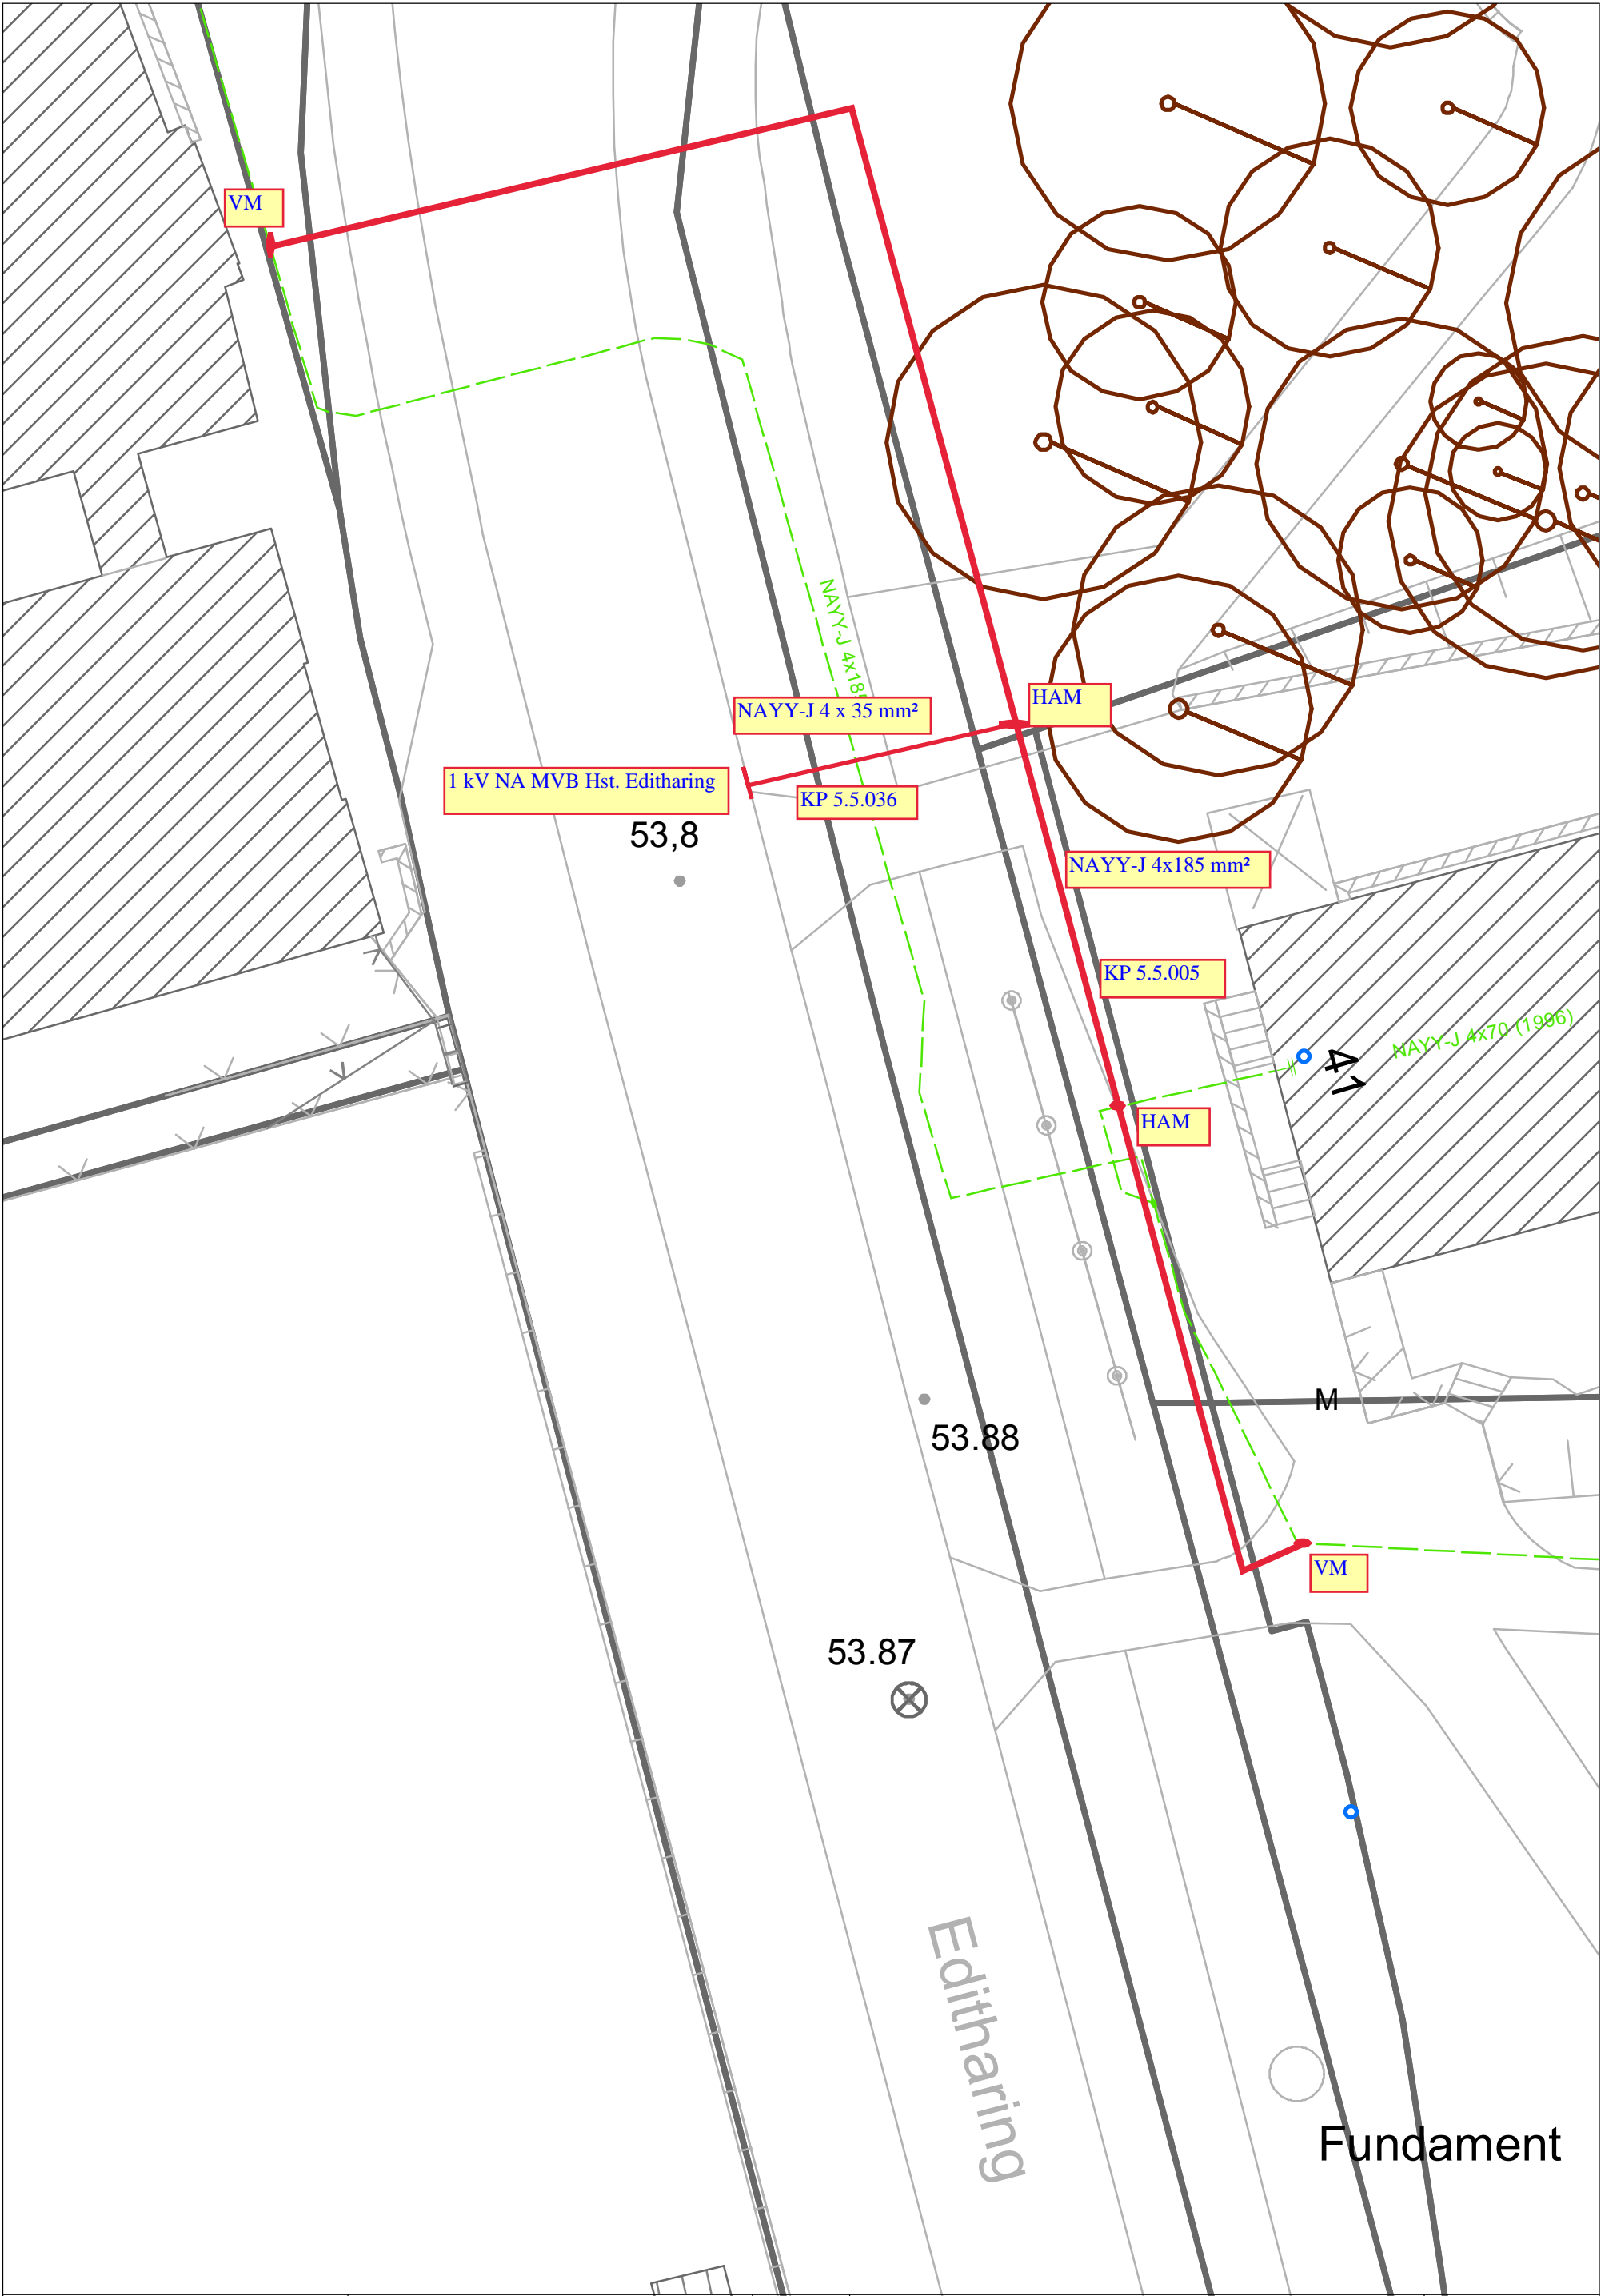 VM
NAYY-J 4x185
HAM
NAYY-J 4 x 35 mm²
1 kV NA MVB Hst. Editharing
KP 5.5.036
53,8
NAYY-J 4x185 mm²
KP 5.5.005
NAYY-J 4x70 (1996)
41
HAM
M
53.88
VM
53.87
Editharing
Fundament